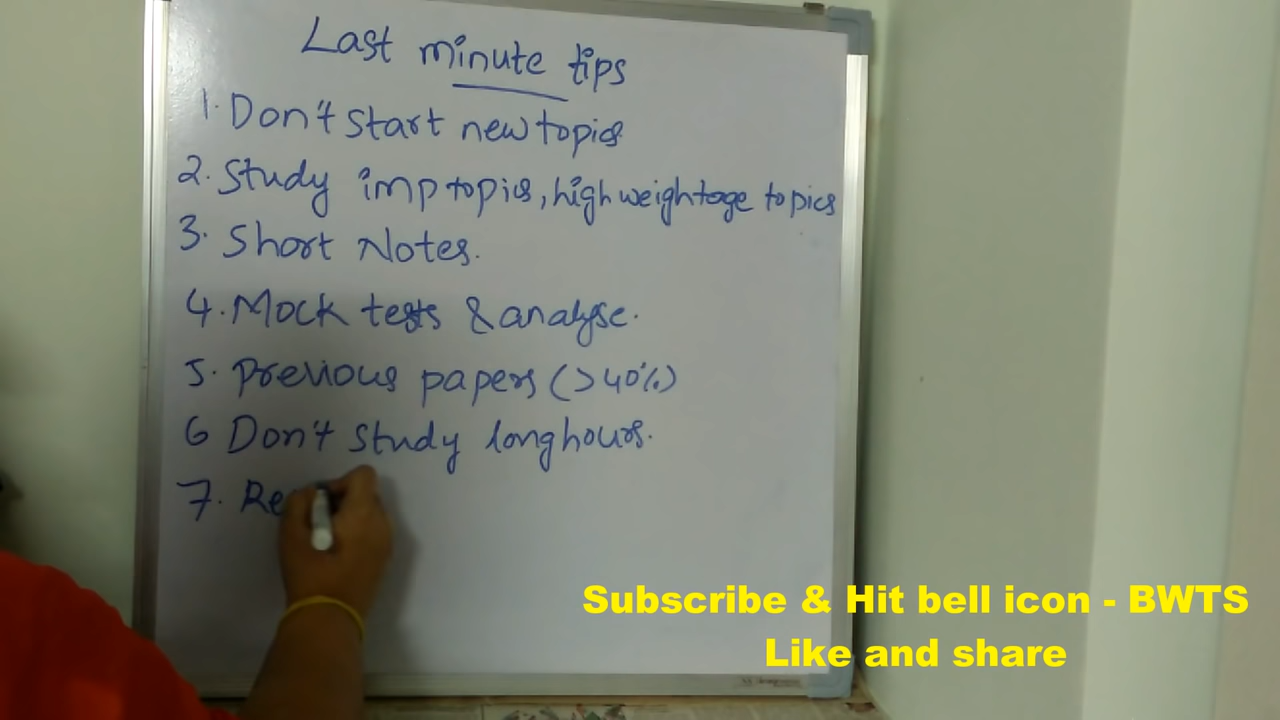 Last minute tips
1. Don't start new topics
2. Study imp topics, high weightage topics
3. Short Notes.
4. Mock tests & analyse.
5. previous papers (>40%)
6 Don't study long hours.
7. Re
Subscribe & Hit bell icon - BWTS
Like and share